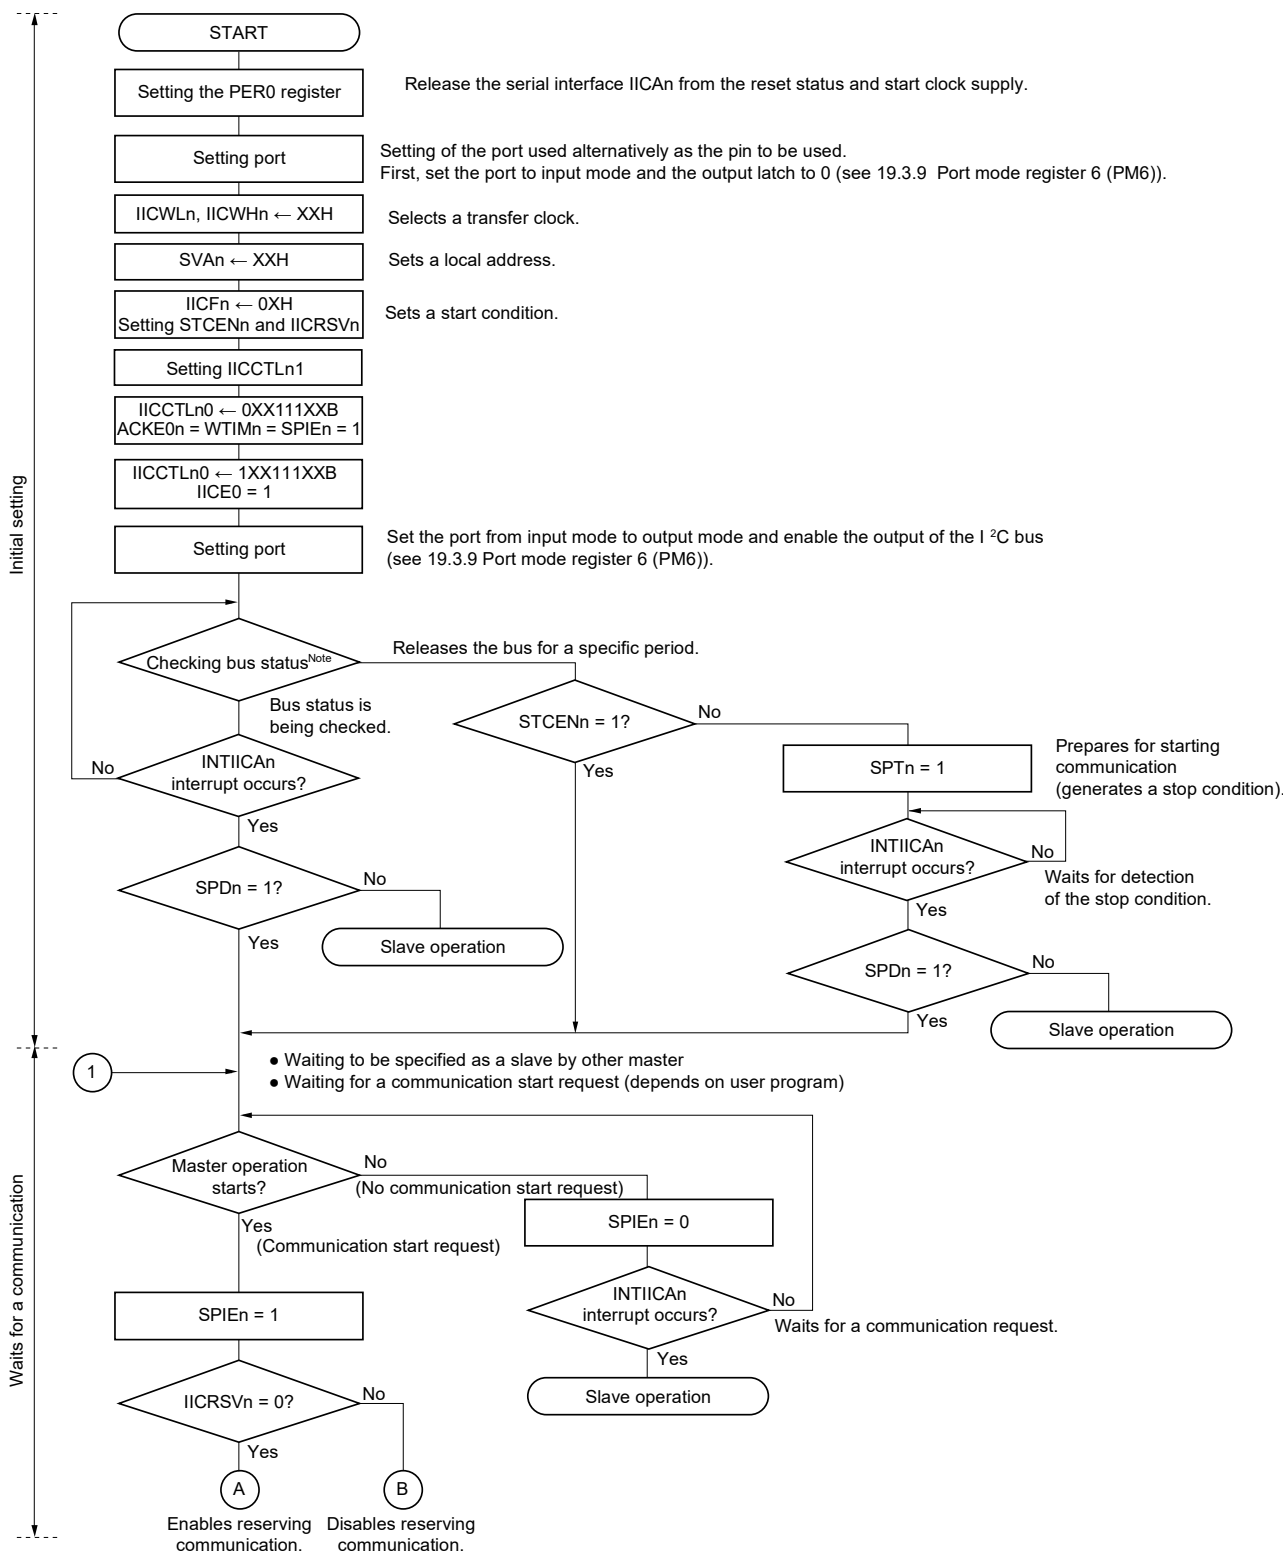 START
Setting the PER0 register
Release the serial interface IICAn from the reset status and start clock supply.
Setting port
Setting of the port used alternatively as the pin to be used.
First, set the port to input mode and the output latch to 0 (see 19.3.9 Port mode register 6 (PM6)).
IICWLn, IICWHn ← XXH
Selects a transfer clock.
SVAn ← XXH
Sets a local address.
IICFn ← 0XH
Setting STCENn and IICRSVn
Sets a start condition.
Setting IICCTLn1
IICCTLn0 ← 0XX111XXB
ACKE0n = WTIMn = SPIEn = 1
IICCTLn0 ← 1XX111XXB
IICE0 = 1
Setting port
Set the port from input mode to output mode and enable the output of the I ²C bus
(see 19.3.9 Port mode register 6 (PM6)).
Initial setting
Checking bus statusNote
Releases the bus for a specific period.
Bus status is
being checked.
STCENn = 1?
No
Yes
SPTn = 1
Prepares for starting
communication
(generates a stop condition).
INTIICAn
interrupt occurs?
No
Yes
INTIICAn
interrupt occurs?
No
Waits for detection
of the stop condition.
Yes
SPDn = 1?
No
Yes
Slave operation
SPDn = 1?
No
Yes
Slave operation
1
● Waiting to be specified as a slave by other master
● Waiting for a communication start request (depends on user program)
Waits for a communication
Master operation
starts?
No
(No communication start request)
Yes
(Communication start request)
SPIEn = 0
INTIICAn
interrupt occurs?
No
Waits for a communication request.
Yes
Slave operation
SPIEn = 1
IICRSVn = 0?
No
Yes
A
B
Enables reserving
communication.
Disables reserving
communication.